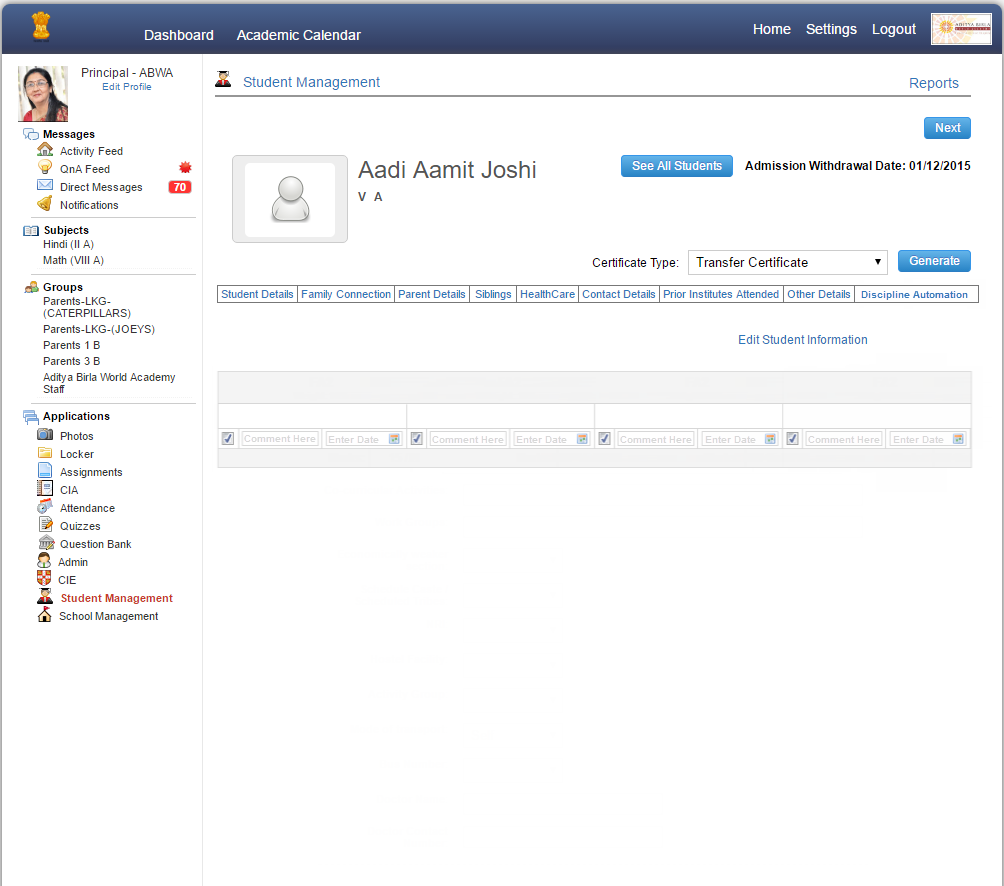 Dashboard Academic Calendar Home Settings Logout ADITYA BIRLA
Principal - ABWA
Edit Profile
Messages
Activity Feed
QnA Feed
Direct Messages 70
Notifications
Subjects
Hindi (II A)
Math (VIII A)
Groups
Parents-LKG-
(CATERPILLARS)
Parents-LKG-(JOEYS)
Parents 1 B
Parents 3 B
Aditya Birla World Academy
Staff
Applications
Photos
Locker
Assignments
CIA
Attendance
Quizzes
Question Bank
Admin
CIE
Student Management
School Management
Student Management Reports
Next
Aadi Aamit Joshi
V A
See All Students Admission Withdrawal Date: 01/12/2015
Certificate Type: Transfer Certificate Generate
Student Details Family Connection Parent Details Siblings HealthCare Contact Details Prior Institutes Attended Other Details Discipline Automation
Edit Student Information
Comment Here Enter Date Comment Here Enter Date Comment Here Enter Date Comment Here Enter Date